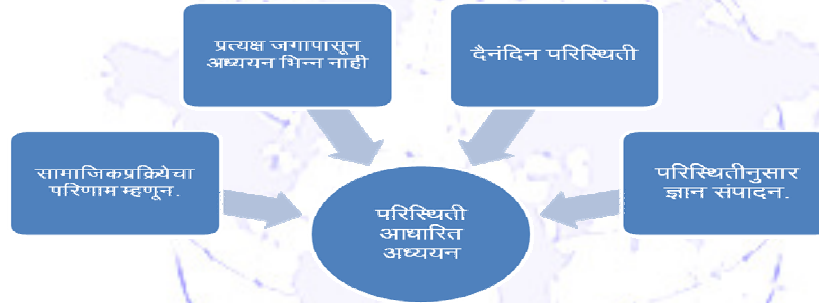 प्रत्यक्ष जगापासून
अध्ययन भिन्न नाही
दैनंदिन परिस्थिती
सामाजिकप्रक्रियेचा
परिणाम म्हणून.
परिस्थितीनुसार
ज्ञान संपादन.
परिस्थिती
आधारित
अध्ययन